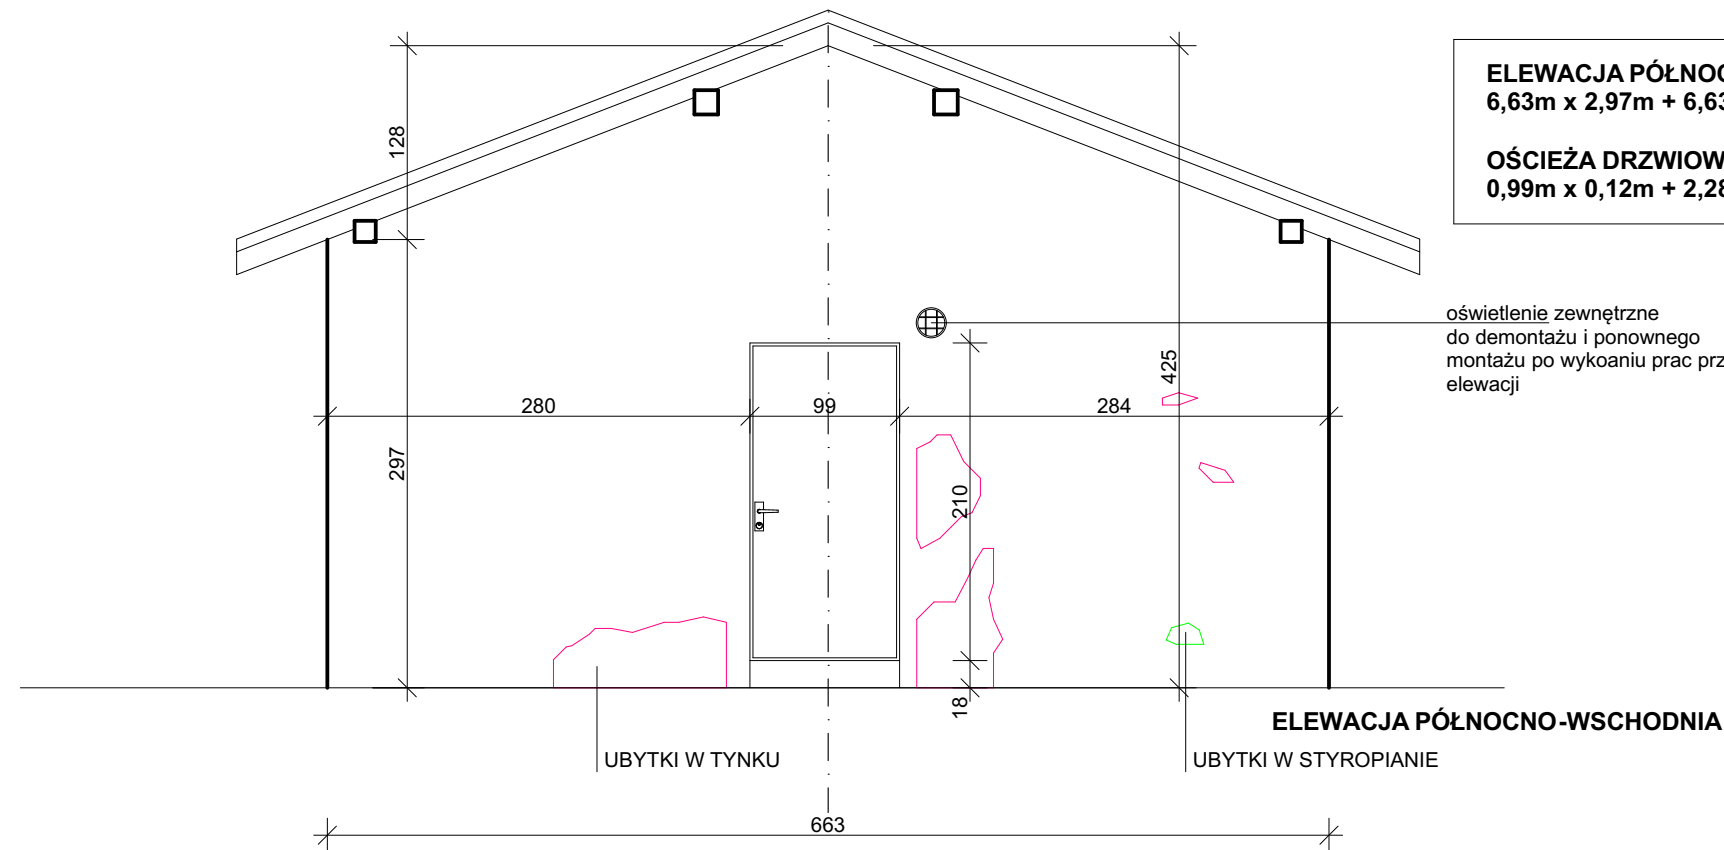 ELEWACJA PÓŁNOC
6,63m x 2,97m + 6,63
OŚCIEŻA DRZWIOW
0,99m x 0,12m + 2,28
128
oświetlenie zewnętrzne
do demontażu i ponownego
montażu po wykoaniu prac prz
elewacji
425
280
99
284
297
210
18
ELEWACJA PÓŁNOCNO-WSCHODNIA
UBYTKI W TYNKU
UBYTKI W STYROPIANIE
663